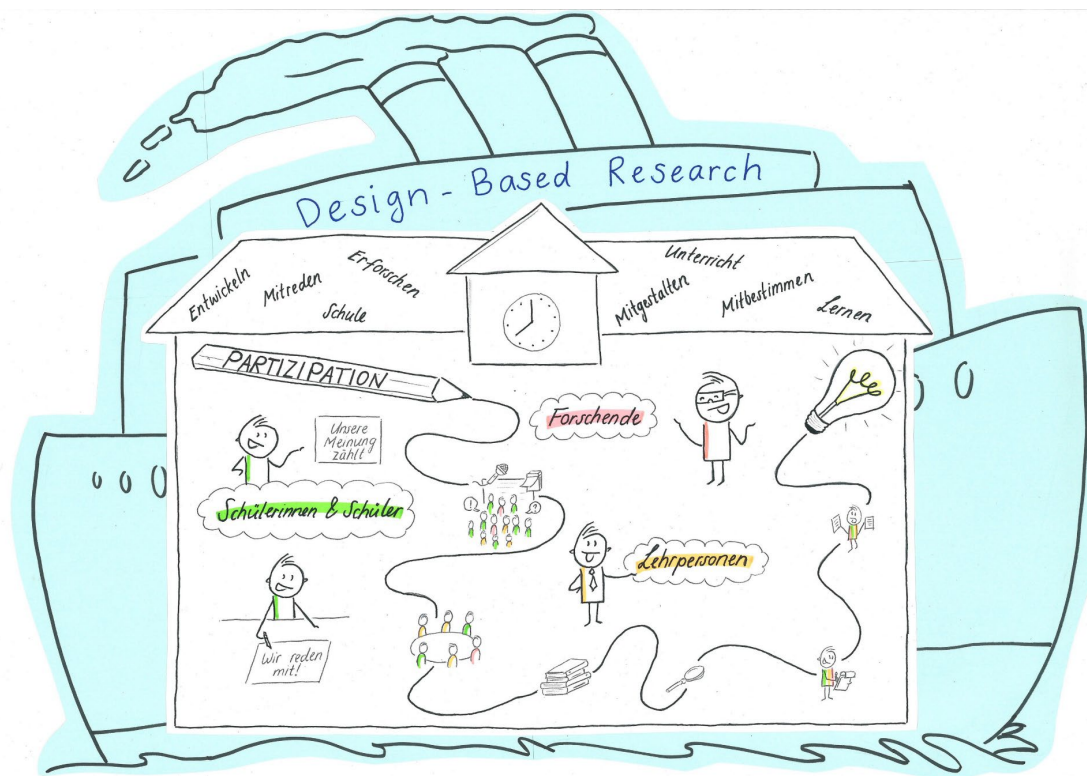 Design-Based Research
Entwickeln
Mitreden
Erforschen
Schule
Unterricht
Mitgestalten
Mitbestimmen
Lernen
PARTIZIPATION
Unsere
Meinung
zählt
Schülerinnen & Schüler
Forschende
!
?
Lehrpersonen
Wir reden
mit!